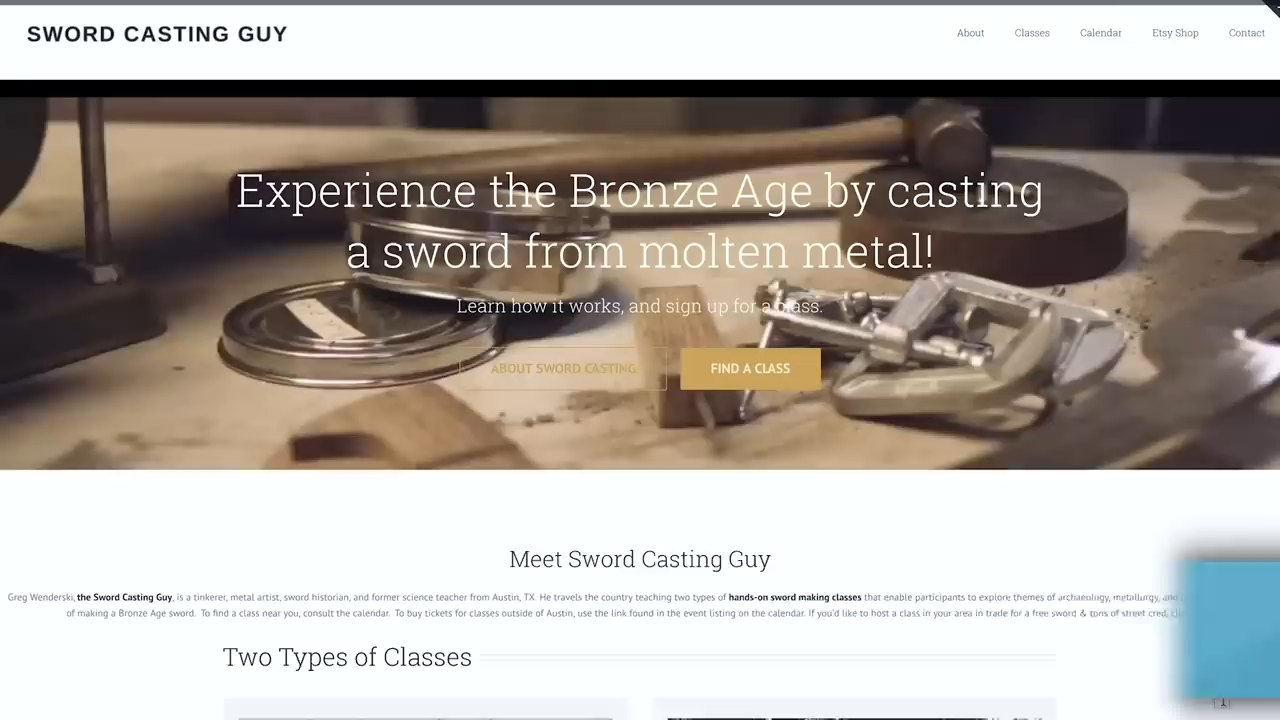 SWORD CASTING GUY
About Classes Calendar Etsy Shop Contact
Experience the Bronze Age by casting
a sword from molten metal!
Learn how it works, and sign up for a class.
ABOUT SWORD CASTING FIND A CLASS
Meet Sword Casting Guy
Greg Wenderski, the Sword Casting Guy, is a tinkerer, metal artist, sword historian, and former science teacher from Austin, TX. He travels the country teaching two types of hands-on sword making classes that enable participants to explore themes of archaeology, metallurgy, and
of making a Bronze Age sword. To find a class near you, consult the calendar. To buy tickets for classes outside of Austin, use the link found in the event listing on the calendar. If you'd like to host a class in your area in trade for a free sword & tons of street cred,
Two Types of Classes